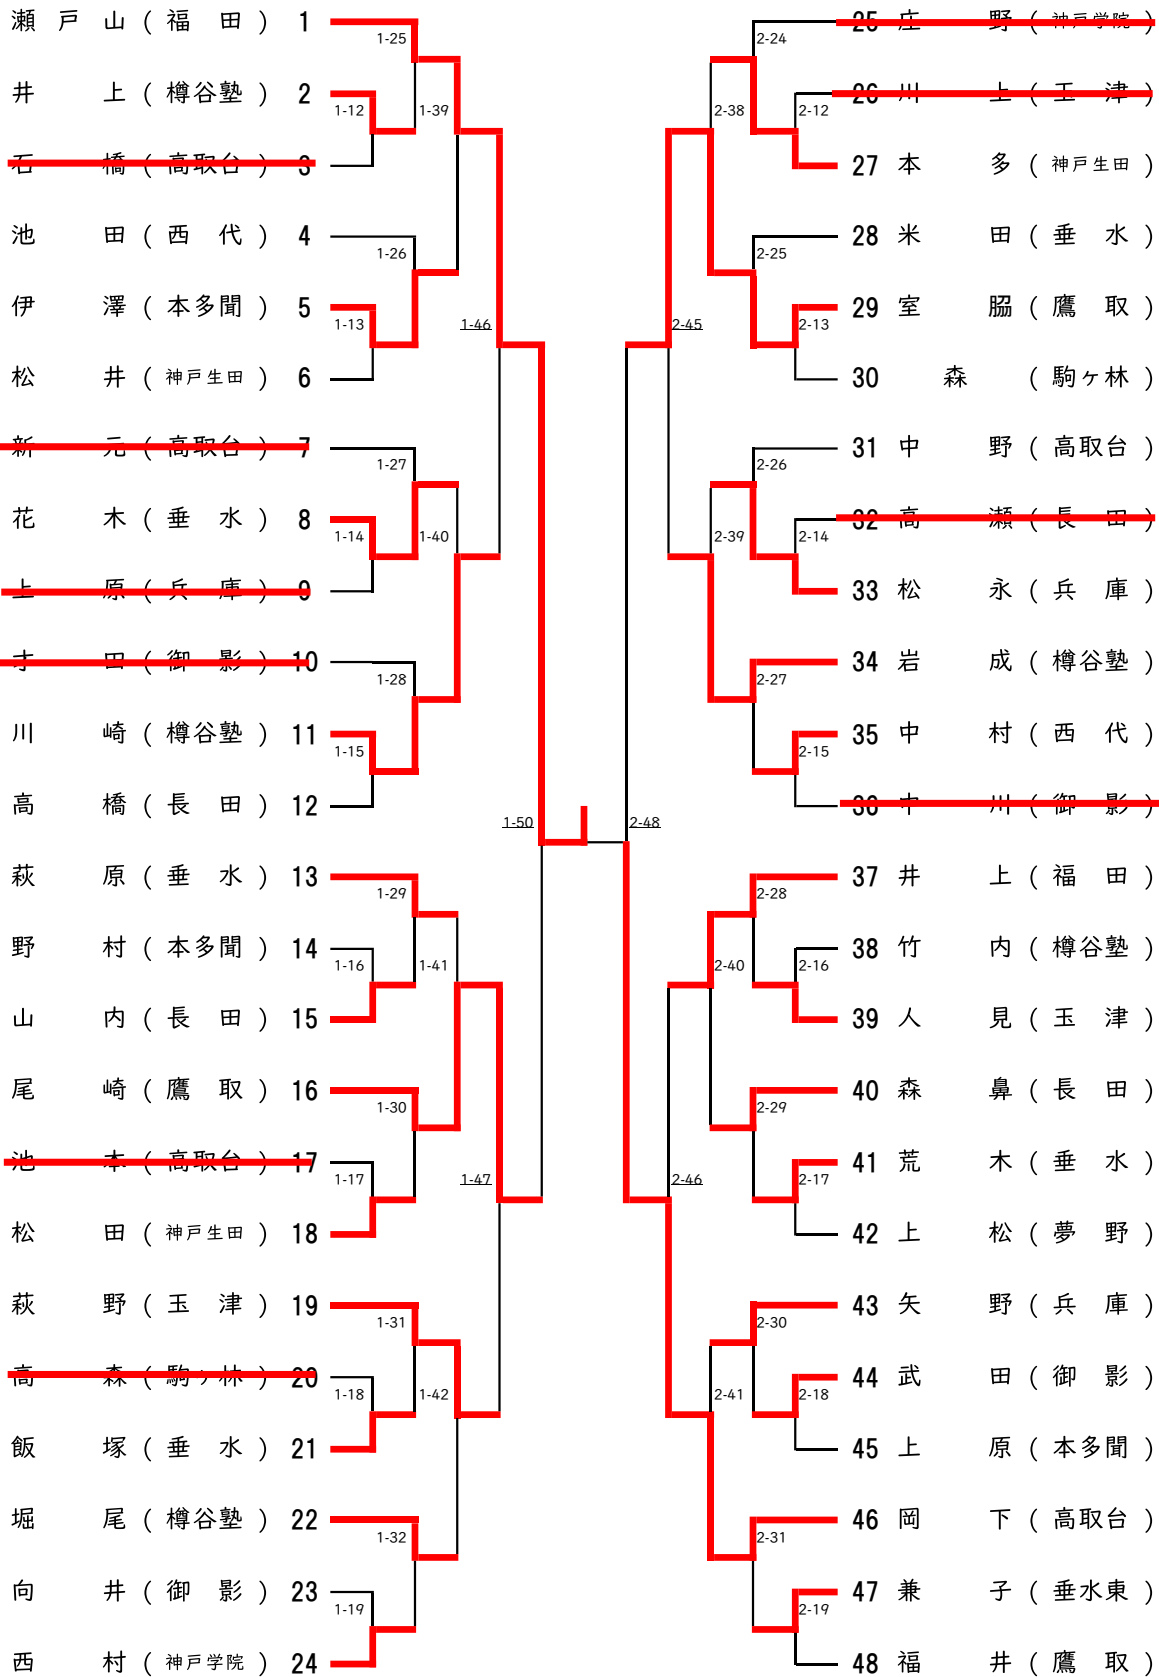 瀬戸山(福田) 1
1-25
井上(樽谷塾) 2
1-12
1-39
石橋(高取台) 3
池田(西代) 4
1-26
伊澤(本多聞) 5
1-13
1-46
松井(神戸生田) 6
新元(高取台) 7
1-27
花木(垂水) 8
1-14
1-40
上原(兵庫) 9
才田(御影) 10
1-28
川崎(樽谷塾) 11
1-15
高橋(長田) 12
1-50
萩原(垂水) 13
1-29
野村(本多聞) 14
1-16
1-41
山内(長田) 15
尾崎(鷹取) 16
1-30
池本(高取台) 17
1-17
1-47
松田(神戸生田) 18
萩野(玉津) 19
1-31
高森(駒ヶ林) 20
1-18
1-42
飯塚(垂水) 21
堀尾(樽谷塾) 22
1-32
向井(御影) 23
1-19
西村(神戸学院) 24
25 庄野(神戸学院)
2-24
26 川上(玉津)
2-38
2-12
27 本多(神戸生田)
28 米田(垂水)
2-25
29 室脇(鷹取)
2-45
2-13
30 森(駒ヶ林)
31 中野(高取台)
2-26
32 高瀬(長田)
2-39
2-14
33 松永(兵庫)
34 岩成(樽谷塾)
2-27
35 中村(西代)
2-15
36 中川(御影)
2-48
37 井上(福田)
2-28
38 竹内(樽谷塾)
2-40
2-16
39 人見(玉津)
40 森鼻(長田)
2-29
41 荒木(垂水)
2-46
2-17
42 上松(夢野)
43 矢野(兵庫)
2-30
44 武田(御影)
2-41
2-18
45 上原(本多聞)
46 岡下(高取台)
2-31
47 兼子(垂水東)
2-19
48 福井(鷹取)